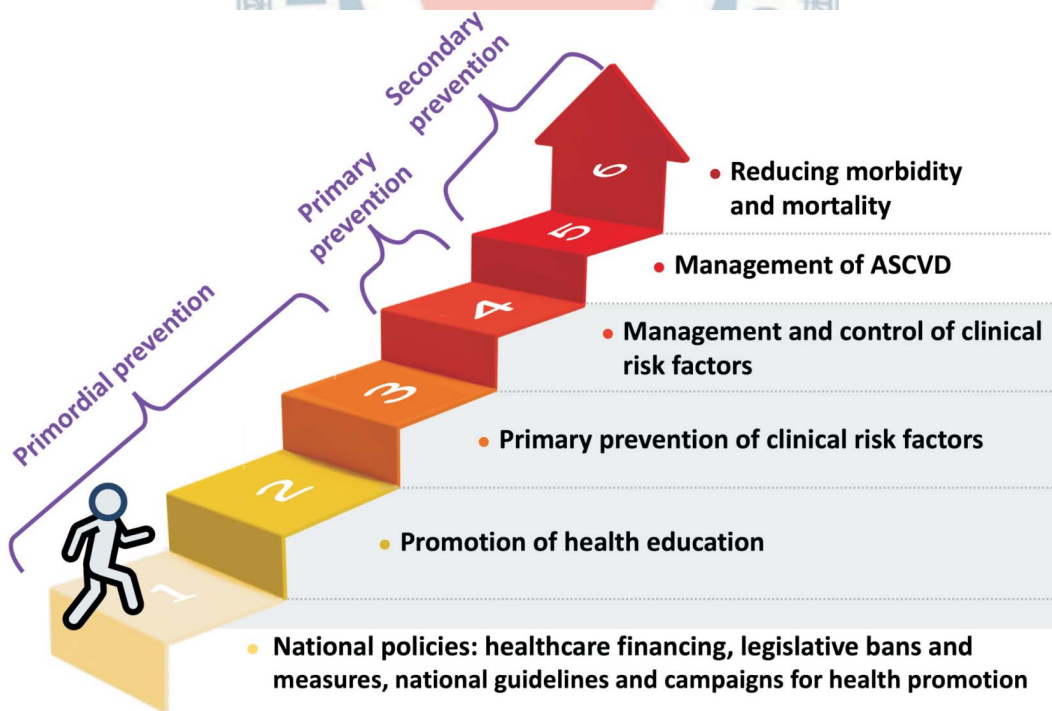 Secondary
prevention
Primary
prevention
Primordial prevention
6
• Reducing morbidity
and mortality
5
• Management of ASCVD
4
• Management and control of clinical
risk factors
3
• Primary prevention of clinical risk factors
2
• Promotion of health education
1
• National policies: healthcare financing, legislative bans and
measures, national guidelines and campaigns for health promotion